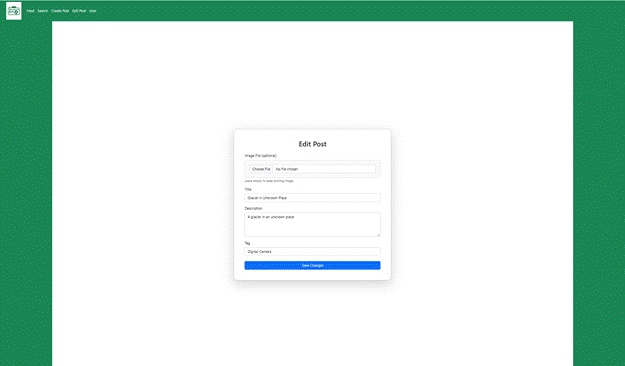 Feed Search Create Post Edit Post User
Edit Post
Image File (optional)
Choose File No file chosen
Leave empty to keep existing image.
Title
Glacier In Unknown Place
Description
A glacier in an unknown place
Tag
Digital-Camera
Save Changes